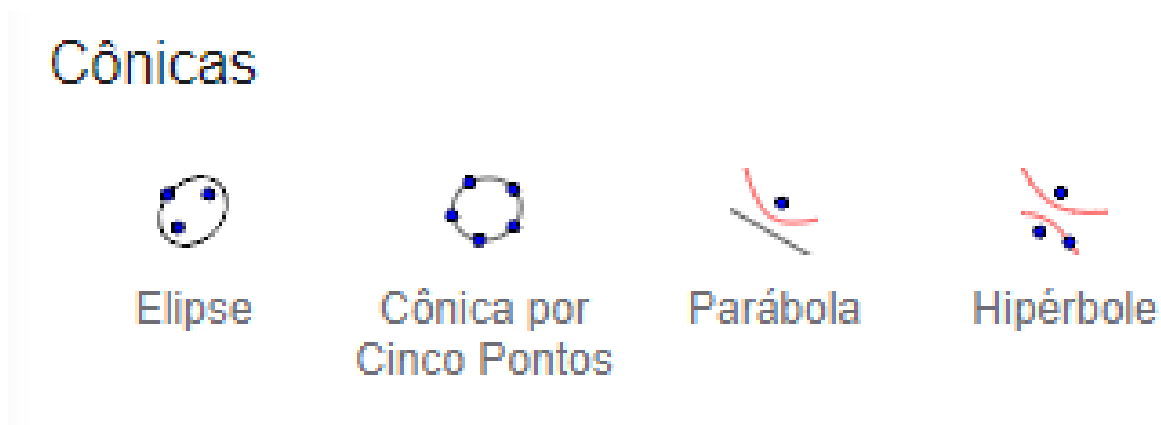 Cônicas
Elipse
Cônica por
Cinco Pontos
Parábola
Hipérbole